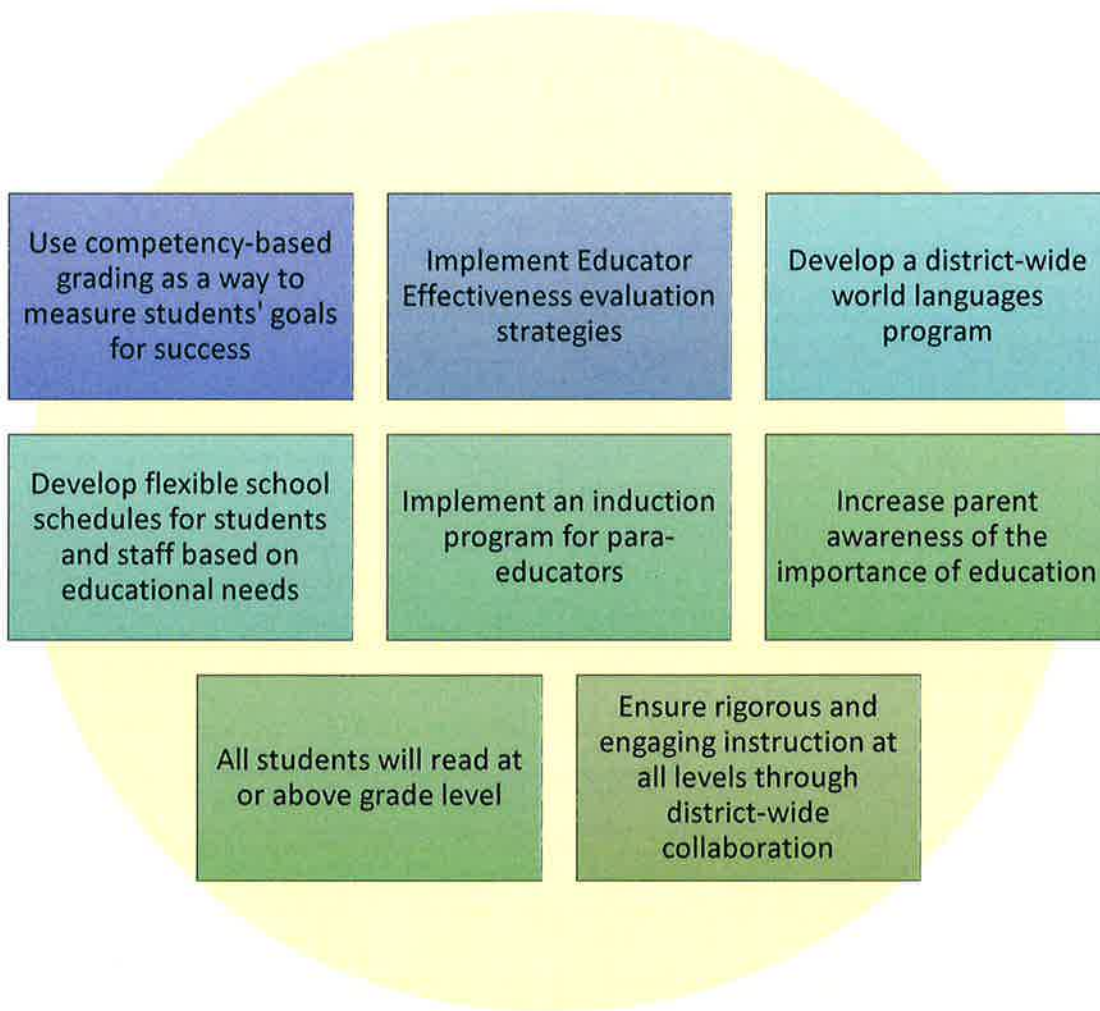 Use competency-based
grading as a way to
measure students' goals
for success
Implement Educator
Effectiveness evaluation
strategies
Develop a district-wide
world languages
program
Develop flexible school
schedules for students
and staff based on
educational needs
Implement an induction
program for para-
educators
Increase parent
awareness of the
importance of education
All students will read at
or above grade level
Ensure rigorous and
engaging instruction at
all levels through
district-wide
collaboration